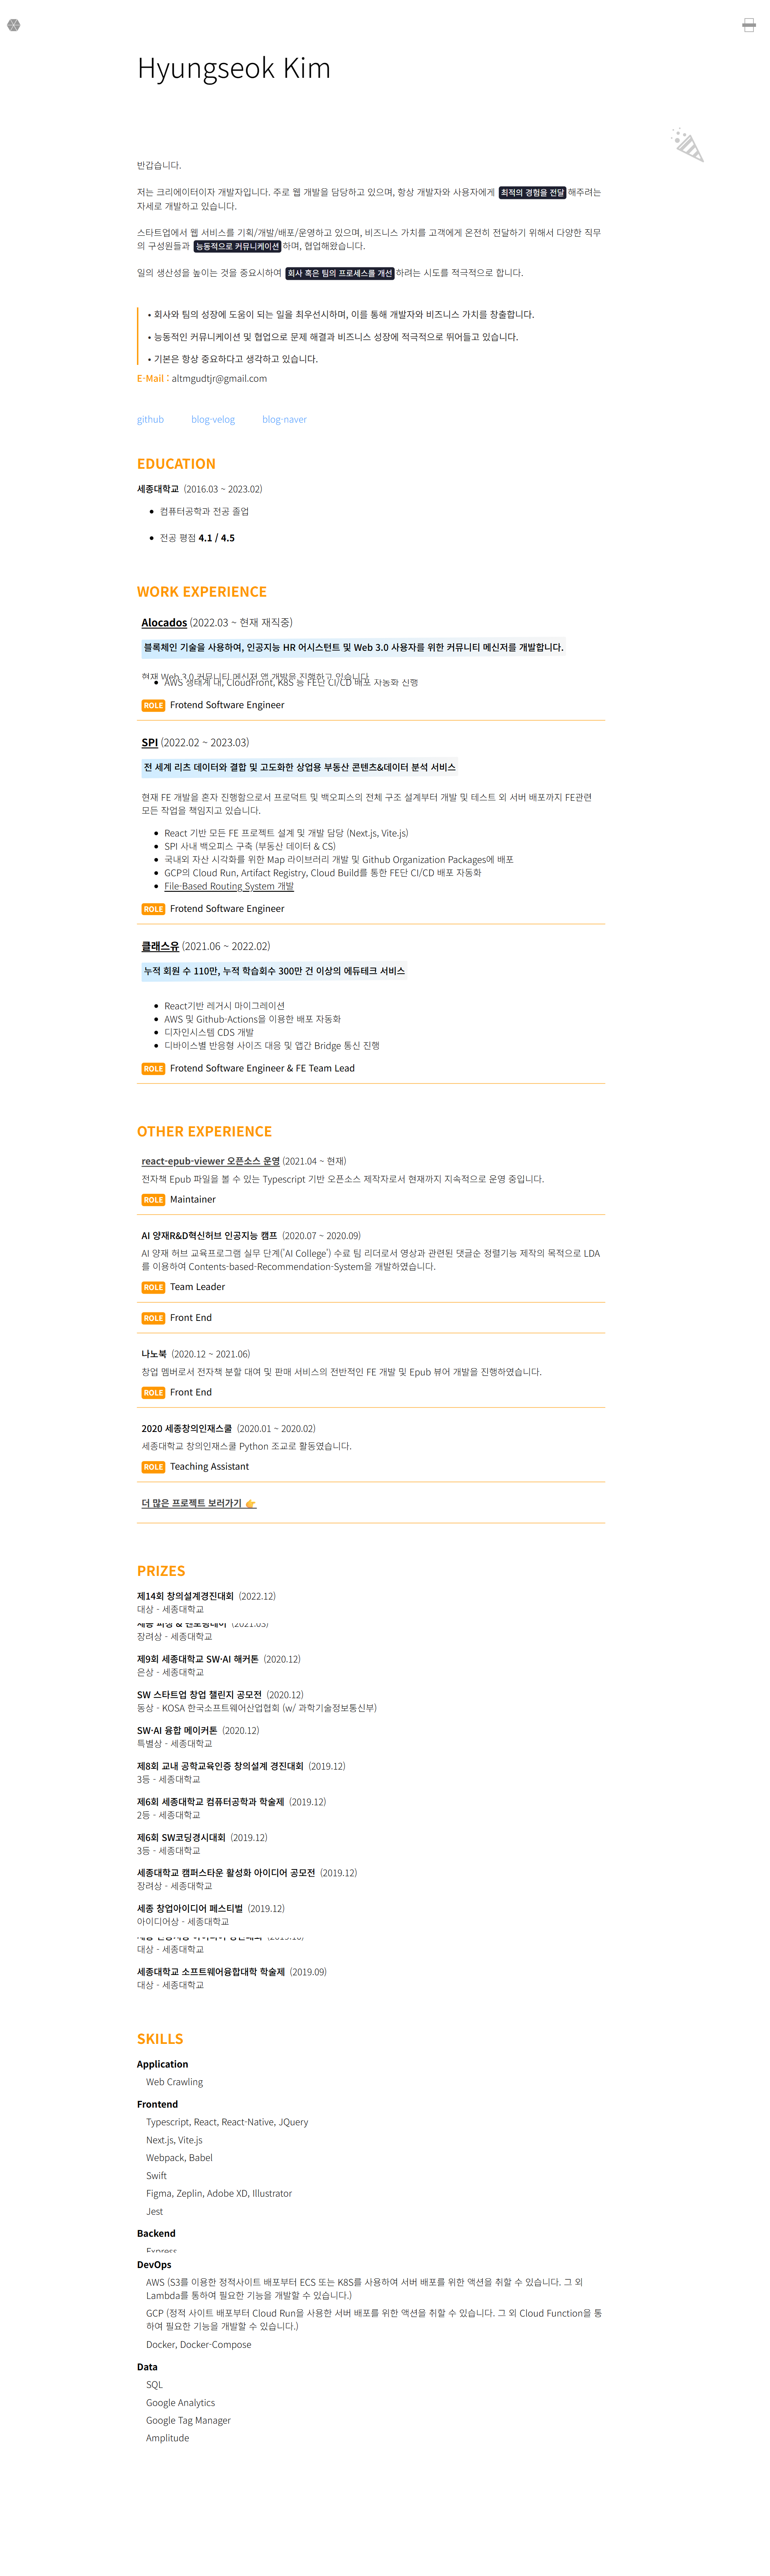 Hyungseok Kim
반갑습니다.
저는 크리에이터이자 개발자입니다. 주로 웹 개발을 담당하고 있으며, 항상 개발자와 사용자에게 최적의 경험을 전달 해주려는
자세로 개발하고 있습니다.
스타트업에서 웹 서비스를 기획/개발/배포/운영하고 있으며, 비즈니스 가치를 고객에게 온전히 전달하기 위해서 다양한 직무
의 구성원들과 능동적으로 커뮤니케이션 하며, 협업해왔습니다.
일의 생산성을 높이는 것을 중요시하여 회사 혹은 팀의 프로세스를 개선 하려는 시도를 적극적으로 합니다.
• 회사와 팀의 성장에 도움이 되는 일을 최우선시하며, 이를 통해 개발자와 비즈니스 가치를 창출합니다.
• 능동적인 커뮤니케이션 및 협업으로 문제 해결과 비즈니스 성장에 적극적으로 뛰어들고 있습니다.
• 기본은 항상 중요하다고 생각하고 있습니다.
E-Mail : altmgudtjr@gmail.com
github blog-velog blog-naver
EDUCATION
세종대학교 (2016.03 ~ 2023.02)
• 컴퓨터공학과 전공 졸업
• 전공 평점 4.1 / 4.5
WORK EXPERIENCE
Alocados (2022.03 ~ 현재 재직중)
블록체인 기술을 사용하여, 인공지능 HR 어시스턴트 및 Web 3.0 사용자를 위한 커뮤니티 메신저를 개발합니다.
현재 Web 3.0 커뮤니티 메신저 앱 개발을 진행하고 있습니다.
• AWS 생태계 내, CloudFront, K8S 등 FE단 CI/CD 배포 자동화 진행
ROLE Frotend Software Engineer
SPI (2022.02 ~ 2023.03)
전 세계 리츠 데이터와 결합 및 고도화한 상업용 부동산 콘텐츠&데이터 분석 서비스
현재 FE 개발을 혼자 진행함으로서 프로덕트 및 백오피스의 전체 구조 설계부터 개발 및 테스트 외 서버 배포까지 FE관련
모든 작업을 책임지고 있습니다.
• React 기반 모든 FE 프로젝트 설계 및 개발 담당 (Next.js, Vite.js)
• SPI 사내 백오피스 구축 (부동산 데이터 & CS)
• 국내외 자산 시각화를 위한 Map 라이브러리 개발 및 Github Organization Packages에 배포
• GCP의 Cloud Run, Artifact Registry, Cloud Build를 통한 FE단 CI/CD 배포 자동화
• File-Based Routing System 개발
ROLE Frotend Software Engineer
클래스유 (2021.06 ~ 2022.02)
누적 회원 수 110만, 누적 학습회수 300만 건 이상의 에듀테크 서비스
• React기반 레거시 마이그레이션
• AWS 및 Github-Actions을 이용한 배포 자동화
• 디자인시스템 CDS 개발
• 디바이스별 반응형 사이즈 대응 및 앱간 Bridge 통신 진행
ROLE Frotend Software Engineer & FE Team Lead
OTHER EXPERIENCE
react-epub-viewer 오픈소스 운영 (2021.04 ~ 현재)
전자책 Epub 파일을 볼 수 있는 Typescript 기반 오픈소스 제작자로서 현재까지 지속적으로 운영 중입니다.
ROLE Maintainer
AI 양재R&D혁신허브 인공지능 캠프 (2020.07 ~ 2020.09)
AI 양재 허브 교육프로그램 실무 단계('AI College') 수료 팀 리더로서 영상과 관련된 댓글순 정렬기능 제작의 목적으로 LDA
를 이용하여 Contents-based-Recommendation-System을 개발하였습니다.
ROLE Team Leader
ROLE Front End
나노북 (2020.12 ~ 2021.06)
창업 멤버로서 전자책 분할 대여 및 판매 서비스의 전반적인 FE 개발 및 Epub 뷰어 개발을 진행하였습니다.
ROLE Front End
2020 세종창의인재스쿨 (2020.01 ~ 2020.02)
세종대학교 창의인재스쿨 Python 조교로 활동였습니다.
ROLE Teaching Assistant
더 많은 프로젝트 보러가기 👉
PRIZES
제14회 창의설계경진대회 (2022.12)
대상 - 세종대학교
장려상 - 세종대학교
제9회 세종대학교 SW·AI 해커톤 (2020.12)
은상 - 세종대학교
SW 스타트업 창업 챌린지 공모전 (2020.12)
동상 - KOSA 한국소프트웨어산업협회 (w/ 과학기술정보통신부)
SW·AI 융합 메이커톤 (2020.12)
특별상 - 세종대학교
제8회 교내 공학교육인증 창의설계 경진대회 (2019.12)
3등 - 세종대학교
제6회 세종대학교 컴퓨터공학과 학술제 (2019.12)
2등 - 세종대학교
제6회 SW코딩경시대회 (2019.12)
3등 - 세종대학교
세종대학교 캠퍼스타운 활성화 아이디어 공모전 (2019.12)
장려상 - 세종대학교
세종 창업아이디어 페스티벌 (2019.12)
아이디어상 - 세종대학교
대상 - 세종대학교
세종대학교 소프트웨어융합대학 학술제 (2019.09)
대상 - 세종대학교
SKILLS
Application
Web Crawling
Frontend
Typescript, React, React-Native, JQuery
Next.js, Vite.js
Webpack, Babel
Swift
Figma, Zeplin, Adobe XD, Illustrator
Jest
Backend
Express
DevOps
AWS (S3를 이용한 정적사이트 배포부터 ECS 또는 K8S를 사용하여 서버 배포를 위한 액션을 취할 수 있습니다. 그 외
Lambda를 통하여 필요한 기능을 개발할 수 있습니다.)
GCP (정적 사이트 배포부터 Cloud Run을 사용한 서버 배포를 위한 액션을 취할 수 있습니다. 그 외 Cloud Function을 통
하여 필요한 기능을 개발할 수 있습니다.)
Docker, Docker-Compose
Data
SQL
Google Analytics
Google Tag Manager
Amplitude